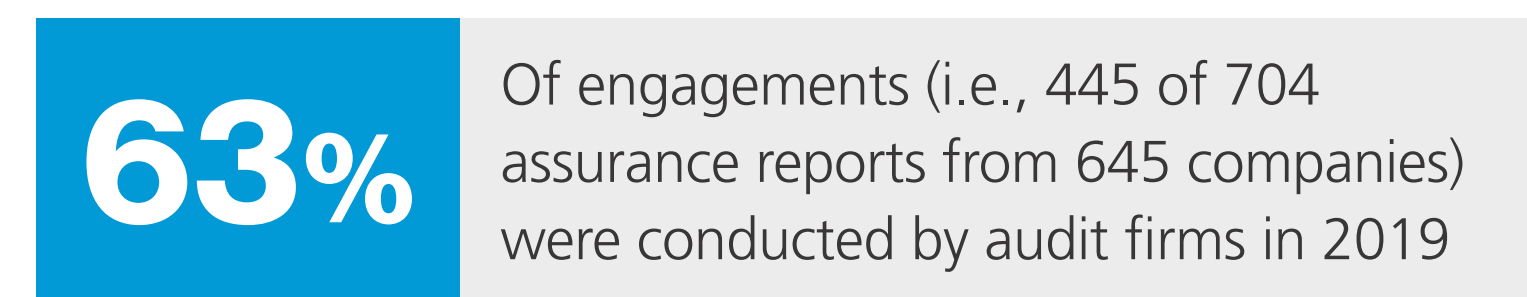 63%
Of engagements (i.e., 445 of 704
assurance reports from 645 companies)
were conducted by audit firms in 2019